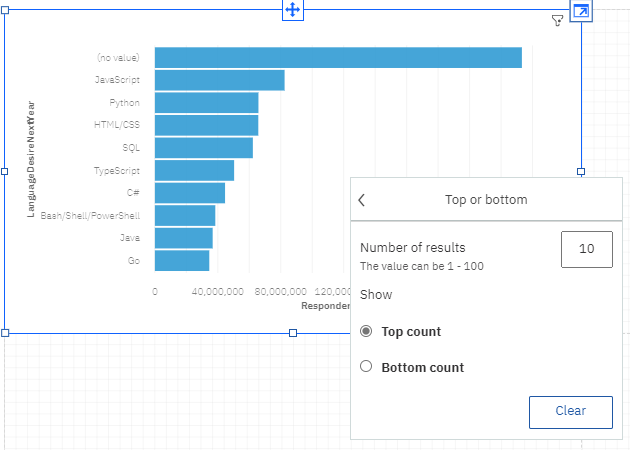 LanguageDesireNextYear
(no value)
JavaScript
Python
HTML/CSS
SQL
TypeScript
C#
Bash/Shell/PowerShell
Java
Go
0 40,000,000 80,000,000 120,000
Responden
Top or bottom
Number of results
10
The value can be 1 - 100
Show
Top count
Bottom count
Clear